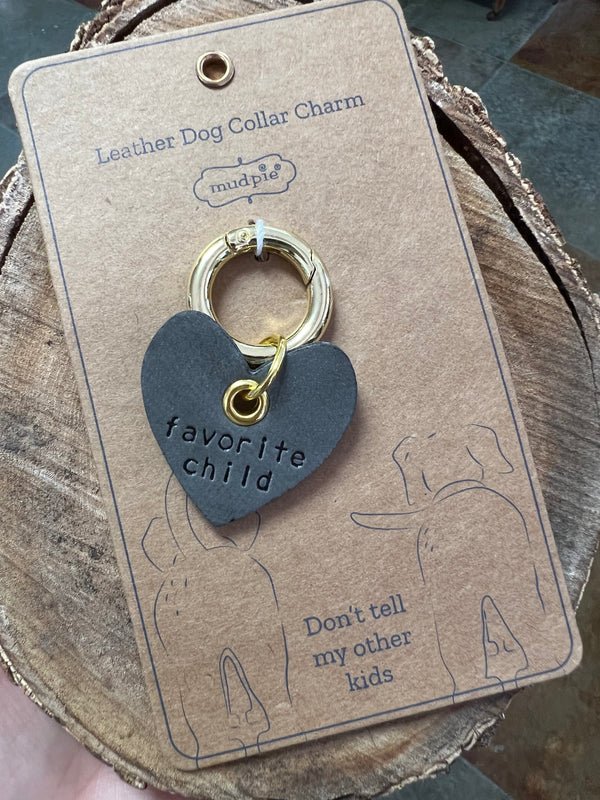 Leather Dog Collar Charm
mudpie
favorite
child
Don't tell
my other
kids